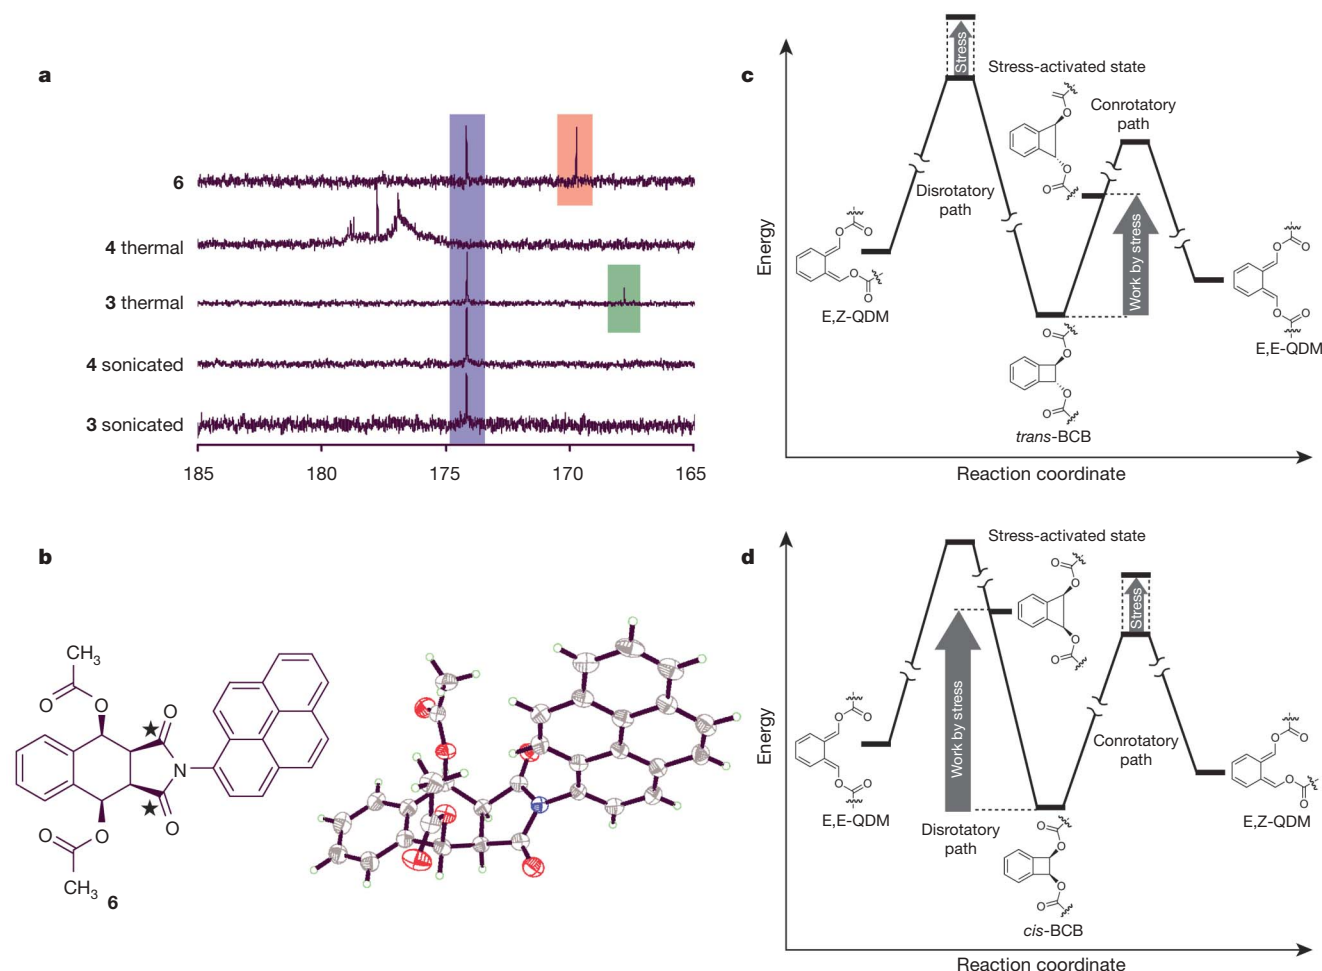 a
6
4 thermal
3 thermal
4 sonicated
3 sonicated
185 180 175 170 165
b
CH3
O
O
O
N
O
O
O
CH3
6
c
Stress
Stress-activated state
Conrotatory
path
Disrotatory
path
Energy
Work by stress
O
O
O
O
O
O
O
O
E,Z-QDM
O
O
O
O
E,E-QDM
O
O
O
O
trans-BCB
Reaction coordinate
d
Stress-activated state
Stress
Energy
Work by stress
O
O
O
O
O
O
O
O
E,E-QDM
Disrotatory
path
Conrotatory
path
O
O
O
O
E,Z-QDM
O
O
O
O
cis-BCB
Reaction coordinate